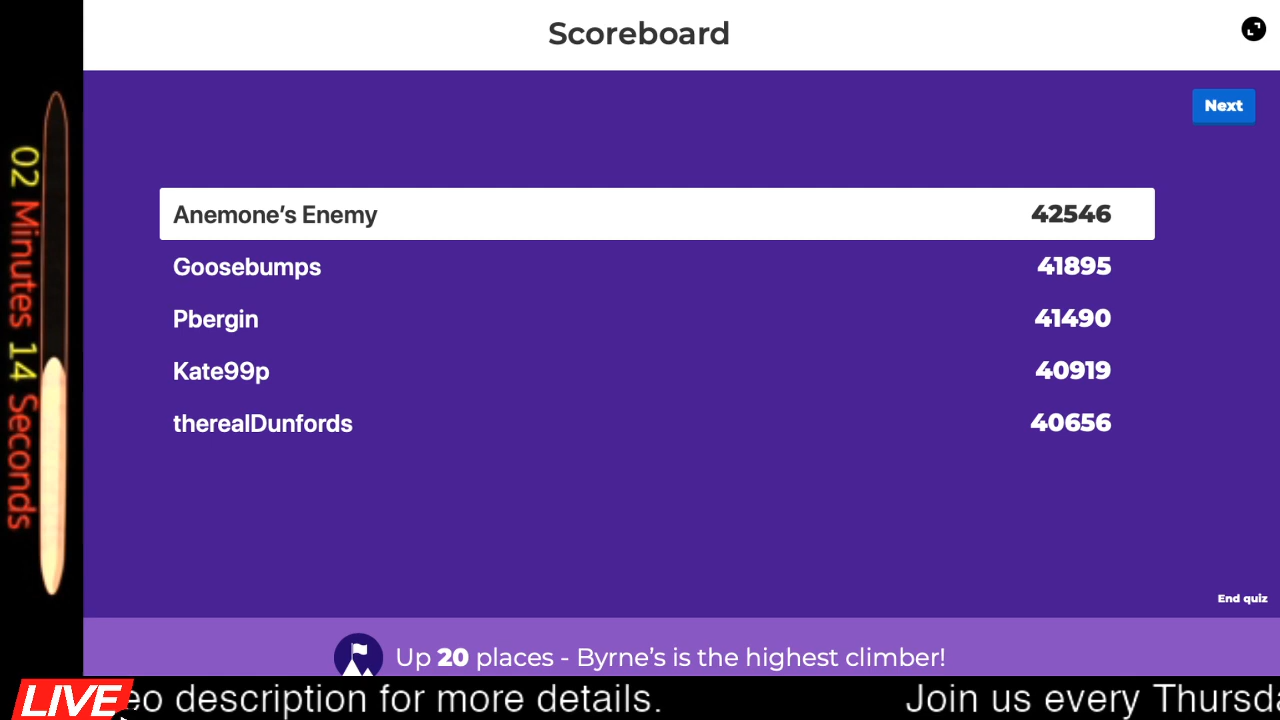 Scoreboard
Next
02 Minutes 14 Seconds
Anemone’s Enemy 42546
Goosebumps 41895
Pbergin 41490
Kate99p 40919
therealDunfords 40656
End quiz
Up 20 places - Byrne’s is the highest climber!
LIVE
description for more details. Join us every